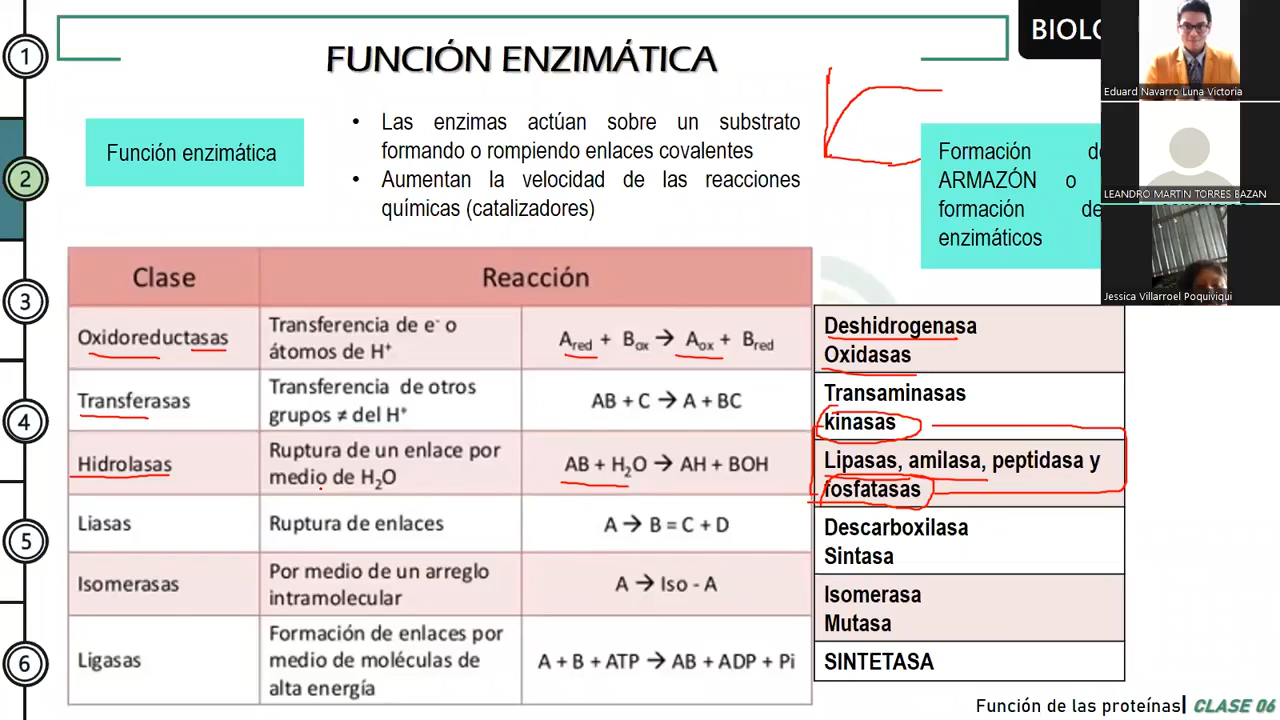 1
2
3
4
5
6
FUNCIÓN ENZIMÁTICA
BIOLO
Función enzimática
• Las enzimas actúan sobre un substrato
formando o rompiendo enlaces covalentes
• Aumentan la velocidad de las reacciones
químicas (catalizadores)
Formación de
ARMAZÓN o
formación de
enzimáticos
Eduard Navarro Luna Victoria
LEANDRO MARTIN TORRES BAZAN
Jessica Villarroel Poquiviqui
Clase Reacción
Oxidoreductasas
Transferencia de e- o
átomos de H+
Ared + Box → Aox + Bred
Deshidrogenasa
Oxidasas
Transferasas
Transferencia de otros
grupos ≠ del H+
AB + C → A + BC
Transaminasas
kinasas
Hidrolasas
Ruptura de un enlace por
medio de H2O
AB + H2O → AH + BOH
Lipasas, amilasa, peptidasa y
fosfatasas
Liasas
Ruptura de enlaces
A → B = C + D
Descarboxilasa
Sintasa
Isomerasas
Por medio de un arreglo
intramolecular
A → Iso - A
Isomerasa
Mutasa
Ligasas
Formación de enlaces por
medio de moléculas de
alta energía
A + B + ATP → AB + ADP + Pi
SINTETASA
Función de las proteínas| CLASE 06